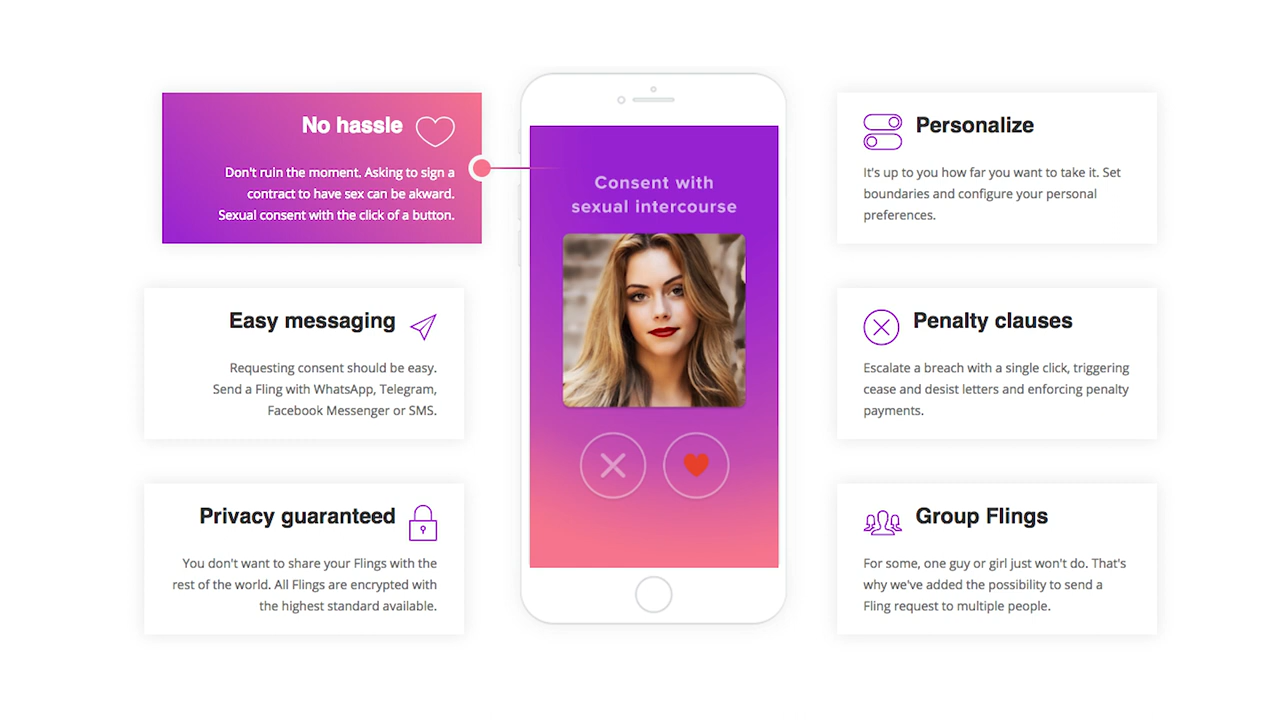 No hassle
Don't ruin the moment. Asking to sign a
contract to have sex can be akward.
Sexual consent with the click of a button.
Easy messaging
Requesting consent should be easy.
Send a Fling with WhatsApp, Telegram,
Facebook Messenger or SMS.
Privacy guaranteed
You don't want to share your Flings with the
rest of the world. All Flings are encrypted with
the highest standard available.
Consent with
sexual intercourse
Personalize
It's up to you how far you want to take it. Set
boundaries and configure your personal
preferences.
Penalty clauses
Escalate a breach with a single click, triggering
cease and desist letters and enforcing penalty
payments.
Group Flings
For some, one guy or girl just won't do. That's
why we've added the possibility to send a
Fling request to multiple people.